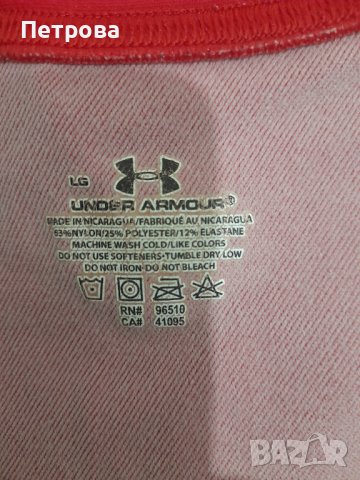 Петрова
LG
UNDER ARMOUR®
MADE IN NICARAGUA/FABRIQUÉ AU NICARAGUA
63%NYLON/25% POLYESTER/12% ELASTANE
MACHINE WASH COLD/LIKE COLORS
DO NOT USE SOFTENERS•TUMBLE DRY LOW
DO NOT IRON•DO NOT BLEACH
RN# 96510
CA# 41095
BAZAR